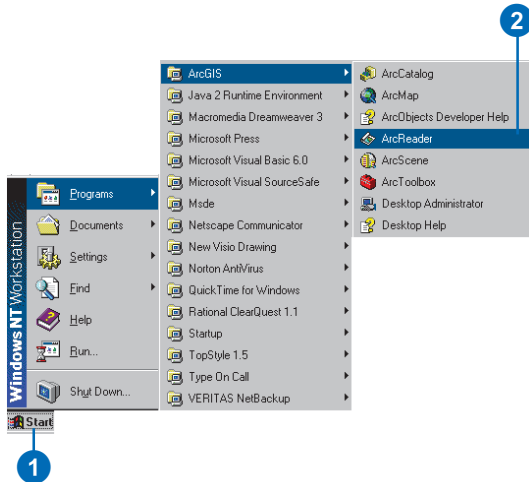 2
ArcGIS
Java 2 Runtime Environment
Macromedia Dreamweaver 3
Microsoft Press
Microsoft Visual Basic 6.0
Microsoft Visual SourceSafe
Msde
Netscape Communicator
New Visio Drawing
Norton AntiVirus
QuickTime for Windows
Rational ClearQuest 1.1
Startup
TopStyle 1.5
Type On Call
VERITAS NetBackup
ArcCatalog
ArcMap
ArcObjects Developer Help
ArcReader
ArcScene
ArcToolbox
Desktop Administrator
Desktop Help
Windows NT Workstation
Programs
Documents
Settings
Find
Help
Run...
Shut Down...
Start
1